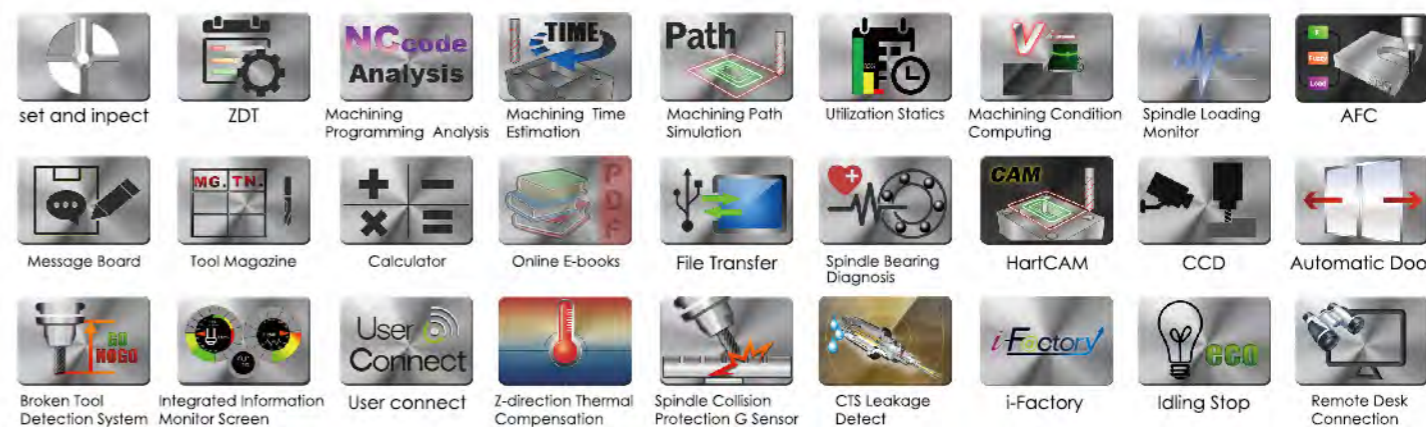 NCcode
Analysis
TIME
Path
F
Fuzzy
Load
set and inpect
ZDT
Machining
Programming Analysis
Machining Time
Estimation
Machining Path
Simulation
Utilization Statics
Machining Condition
Computing
Spindle Loading
Monitor
AFC
MG. TN.
PDF
CAM
Message Board
Tool Magazine
Calculator
Online E-books
File Transfer
Spindle Bearing
Diagnosis
HartCAM
CCD
Automatic Doo
GO
NOGO
User
Connect
i-Factory
eco
Broken Tool
Detection System
Integrated Information
Monitor Screen
User connect
Z-direction Thermal
Compensation
Spindle Collision
Protection G Sensor
CTS Leakage
Detect
i-Factory
Idling Stop
Remote Desk
Connection